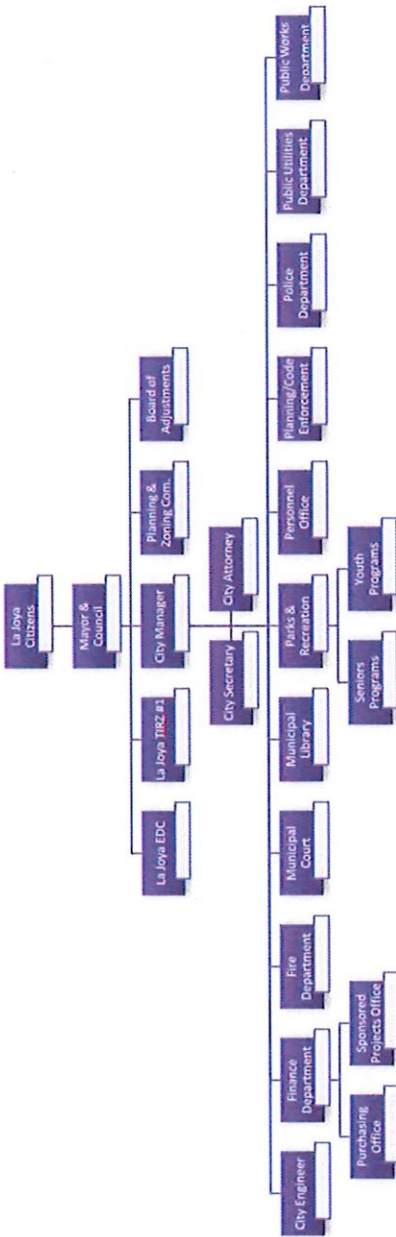 La Joya
Citizens
Mayor &
Council
La Joya EDC
La Joya TIRZ #1
City Manager
Planning &
Zoning Com.
Board of
Adjustments
City Secretary
City Attorney
City Engineer
Finance
Department
Fire
Department
Municipal
Court
Municipal
Library
Parks &
Recreation
Personnel
Office
Planning/Code
Enforcement
Police
Department
Public Utilities
Department
Public Works
Department
Purchasing
Office
Sponsored
Projects Office
Seniors
Programs
Youth
Programs